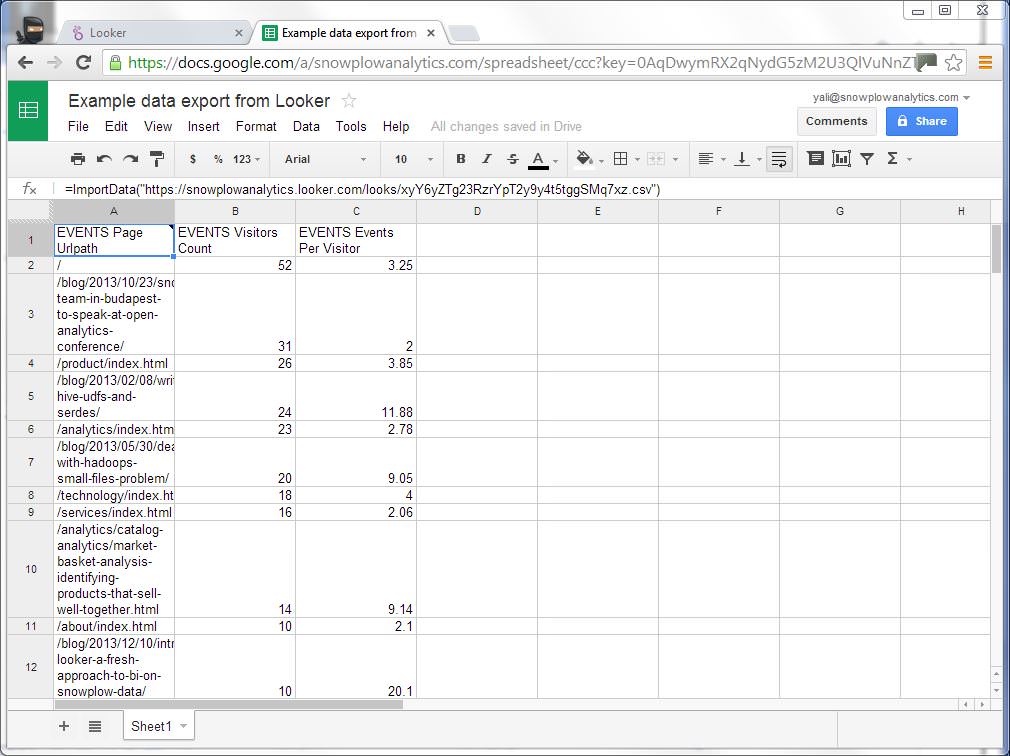 Looker
Example data export from
https://docs.google.com/a/snowplowanalytics.com/spreadsheet/ccc?key=0AqDwymRX2qNydG5zM2U3QlVuNnZT
Example data export from Looker
yali@snowplowanalytics.com
File Edit View Insert Format Data Tools Help All changes saved in Drive
Comments
Share
$ % 123 Arial 10 B I S A Σ
fx =ImportData("https://snowplowanalytics.looker.com/looks/xyY6yZTg23RzrYpT2y9y4t5tggSMq7xz.csv")
A B C D E F G H
1 EVENTS Page EVENTS Visitors EVENTS Events
Urlpath Count Per Visitor
2 / 52 3.25
/blog/2013/10/23/sno
team-in-budapest-
3 to-speak-at-open-
analytics-
conference/ 31 2
4 /product/index.html 26 3.85
/blog/2013/02/08/writ
5 hive-udfs-and-
serdes/ 24 11.88
6 /analytics/index.htm 23 2.78
/blog/2013/05/30/dea
7 with-hadoops-
small-files-problem/ 20 9.05
8 /technology/index.ht 18 4
9 /services/index.html 16 2.06
/analytics/catalog-
analytics/market-
basket-analysis-
10 identifying-
products-that-sell-
well-together.html 14 9.14
11 /about/index.html 10 2.1
/blog/2013/12/10/intr
looker-a-fresh-
12 approach-to-bi-on-
snowplow-data/ 10 20.1
+ Sheet1